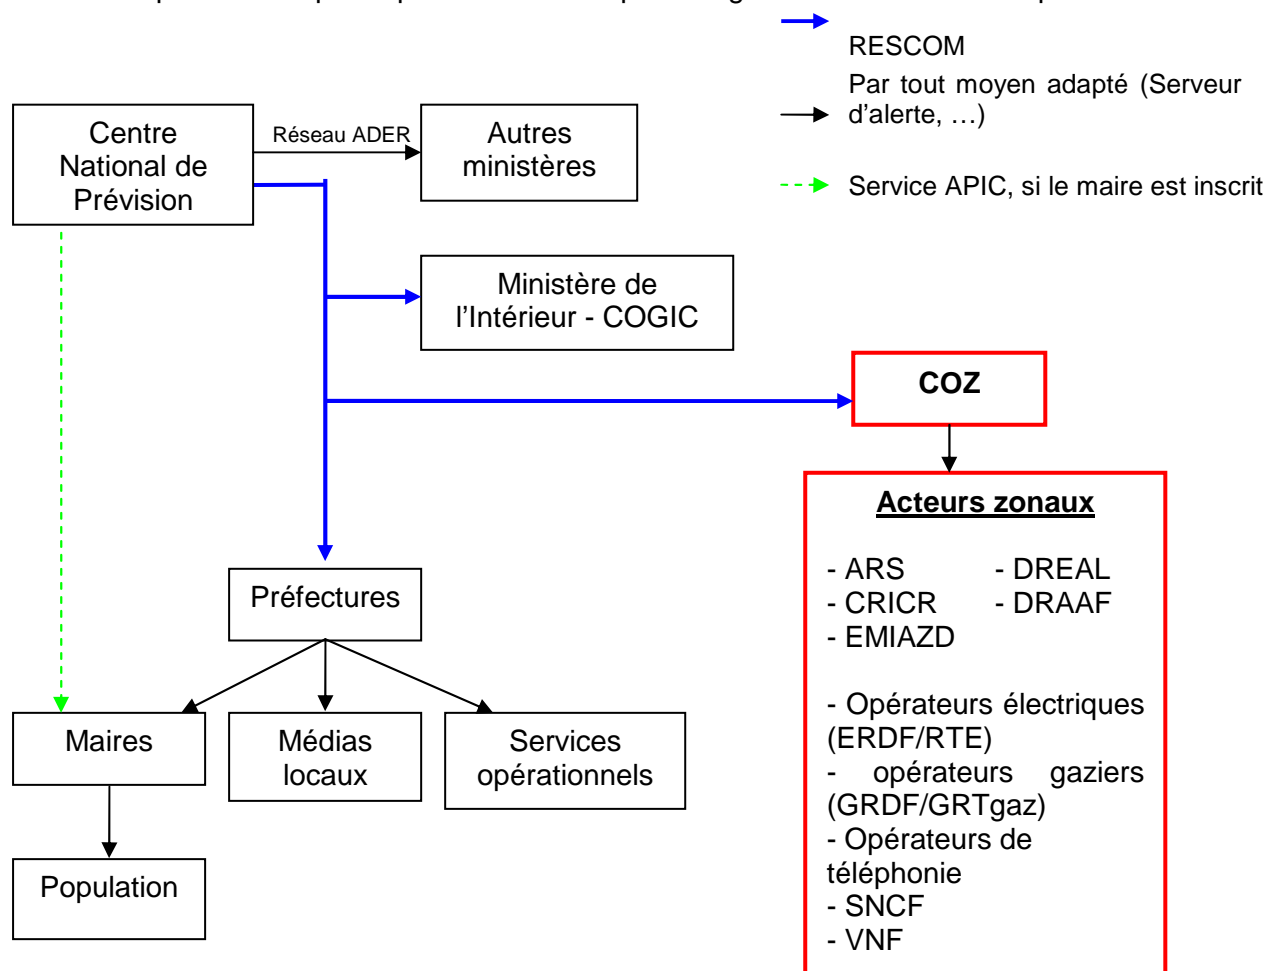 RESCOM
Par tout moyen adapté (Serveur
d'alerte, …)
Service APIC, si le maire est inscrit
Centre
National de
Prévision
Réseau ADER
Autres
ministères
Ministère de
l'Intérieur - COGIC
COZ
Acteurs zonaux
- ARS - DREAL
- CRICR - DRAAF
- EMIAZD
- Opérateurs électriques
(ERDF/RTE)
- opérateurs gaziers
(GRDF/GRTgaz)
- Opérateurs de
téléphonie
- SNCF
- VNF
Préfectures
Maires
Médias
locaux
Services
opérationnels
Population